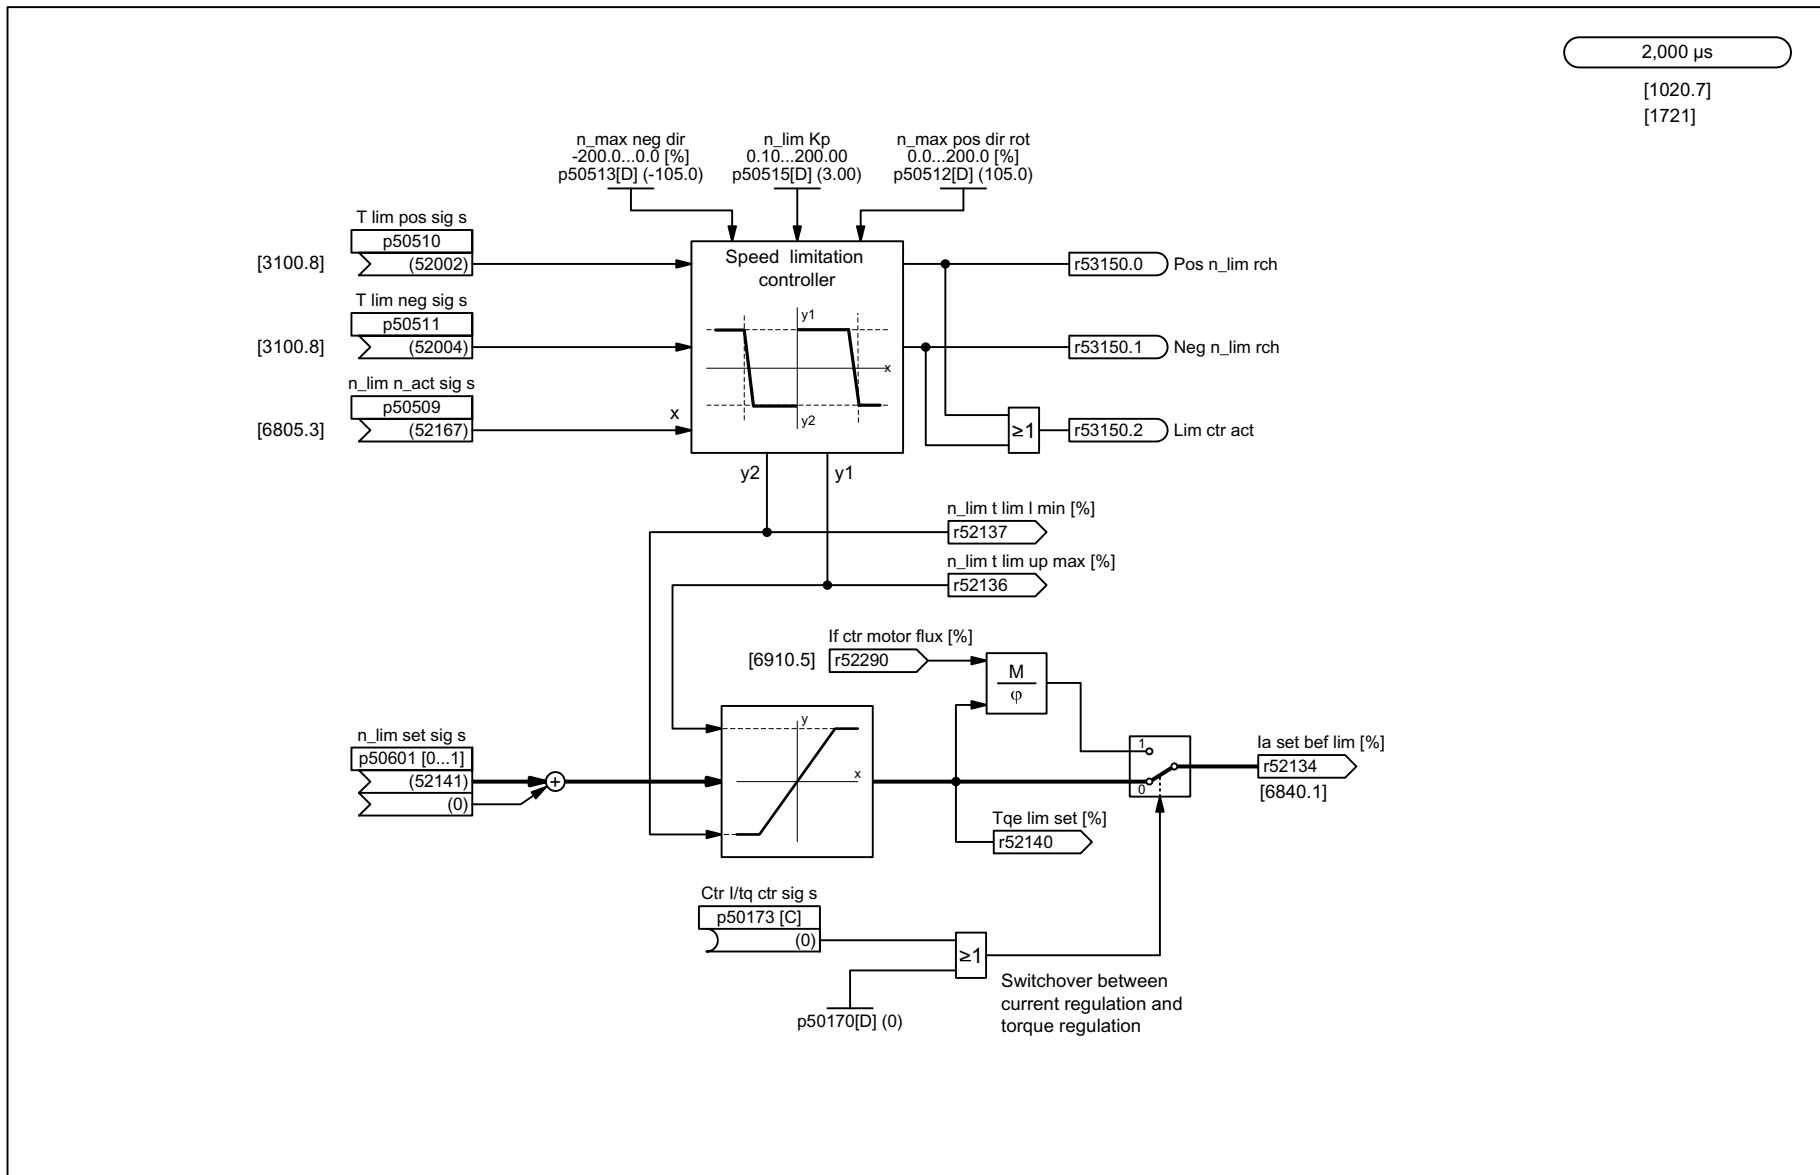 2,000 µs
[1020.7]
[1721]
n_max neg dir
-200.0...0.0 [%]
p50513[D] (-105.0)
n_lim Kp
0.10...200.00
p50515[D] (3.00)
n_max pos dir rot
0.0...200.0 [%]
p50512[D] (105.0)
T lim pos sig s
p50510
[3100.8]
(52002)
T lim neg sig s
p50511
[3100.8]
(52004)
n_lim n_act sig s
p50509
[6805.3]
(52167)
x
Speed limitation
controller
y1
x
y2
r53150.0
Pos n_lim rch
r53150.1
Neg n_lim rch
≥1
r53150.2
Lim ctr act
y2
y1
n_lim t lim l min [%]
r52137
n_lim t lim up max [%]
r52136
If ctr motor flux [%]
[6910.5]
r52290
M
φ
n_lim set sig s
p50601 [0...1]
(52141)
(0)
+
y
x
1
0
Ia set bef lim [%]
r52134
[6840.1]
Tqe lim set [%]
r52140
Ctr I/tq ctr sig s
p50173 [C]
(0)
≥1
p50170[D] (0)
Switchover between
current regulation and
torque regulation